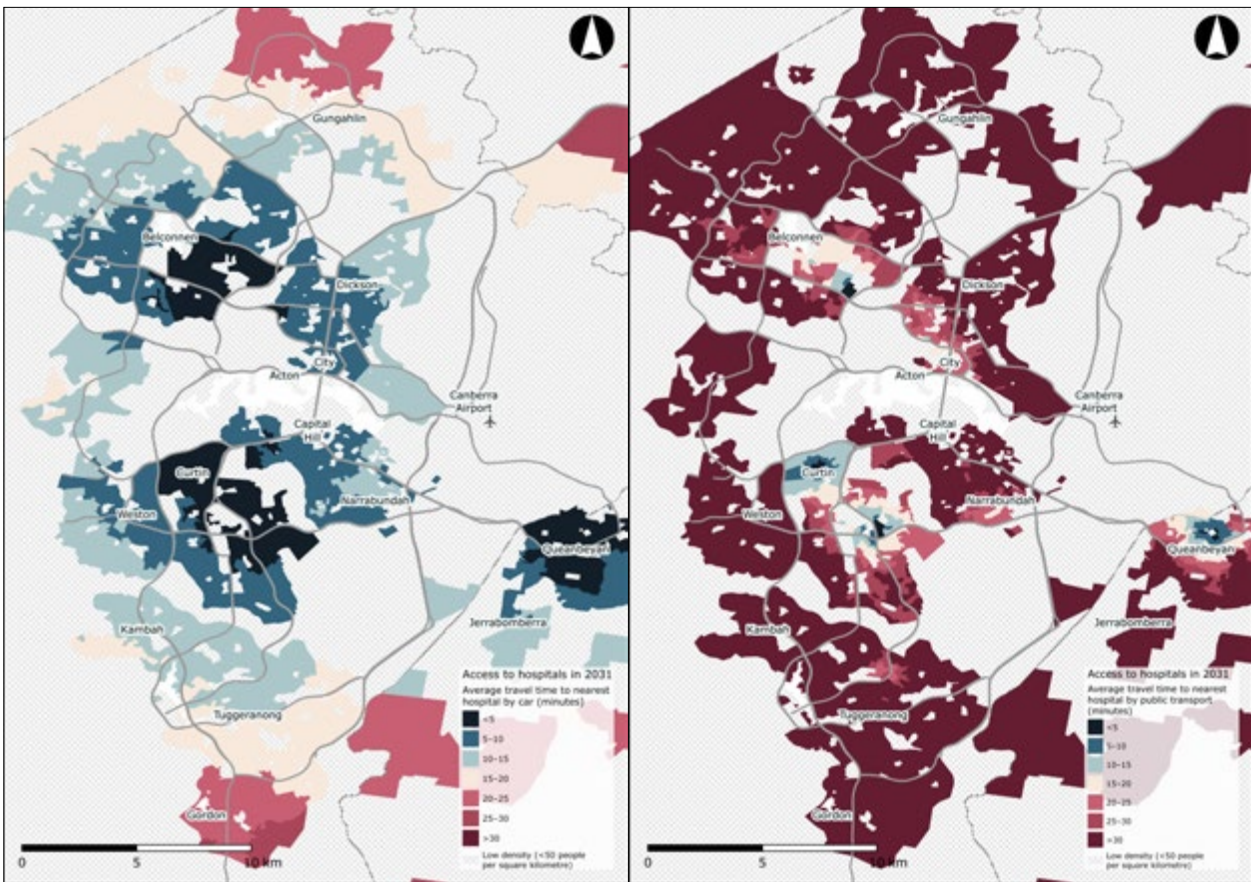 Gungahlin
Belconnen
Dickson
City
Acton
Canberra
Airport
Capital
Hill
Curtin
Narrabundah
Weston
Queanbeyan
Jerrabomberra
Kambah
Tuggeranong
Gordon
0 5 10 km
Access to hospitals in 2031
Average travel time to nearest
hospital by car (minutes)
<5
5–10
10–15
15–20
20–25
25–30
>30
Low density (<50 people
per square kilometre)
Gungahlin
Belconnen
Dickson
City
Acton
Canberra
Airport
Capital
Hill
Curtin
Narrabundah
Weston
Queanbeyan
Jerrabomberra
Kambah
Tuggeranong
Gordon
0 5 10 km
Access to hospitals in 2031
Average travel time to nearest
hospital by public transport
(minutes)
<5
5–10
10–15
15–20
20–25
25–30
>30
Low density (<50 people
per square kilometre)